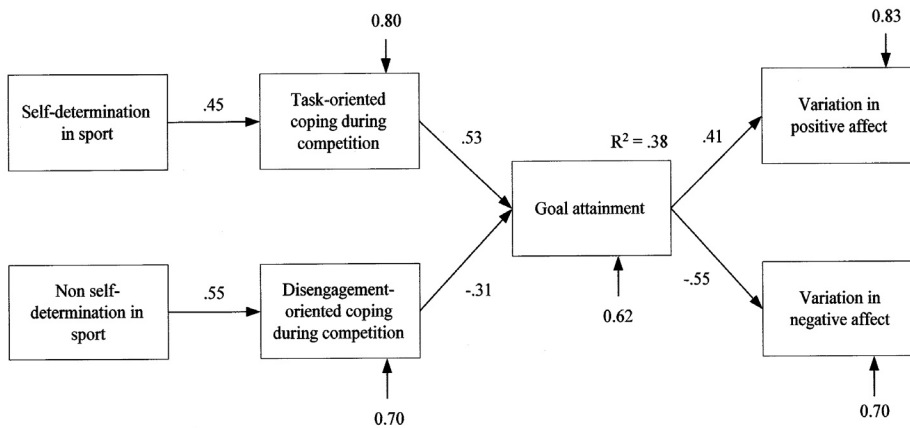 0.80
0.83
Self-determination
in sport
.45
Task-oriented
coping during
competition
.53
R² = .38
.41
Variation in
positive affect
Goal attainment
Non self-
determination in
sport
.55
Disengagement-
oriented coping
during competition
-.31
0.62
-.55
Variation in
negative affect
0.70
0.70